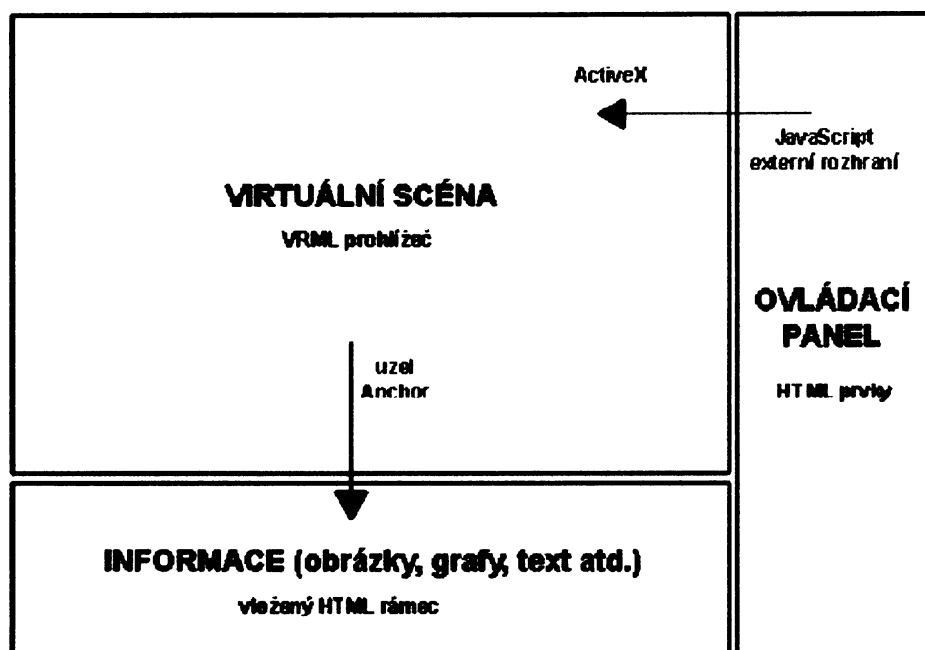 ActiveX
JavaScript
externí rozhraní
VIRTUÁLNÍ SCÉNA
VRML prohlížeč
OVLÁDACÍ
PANEL
HTML prvky
uzel
Anchor
INFORMACE (obrázky, grafy, text atd.)
vložený HTML rámec